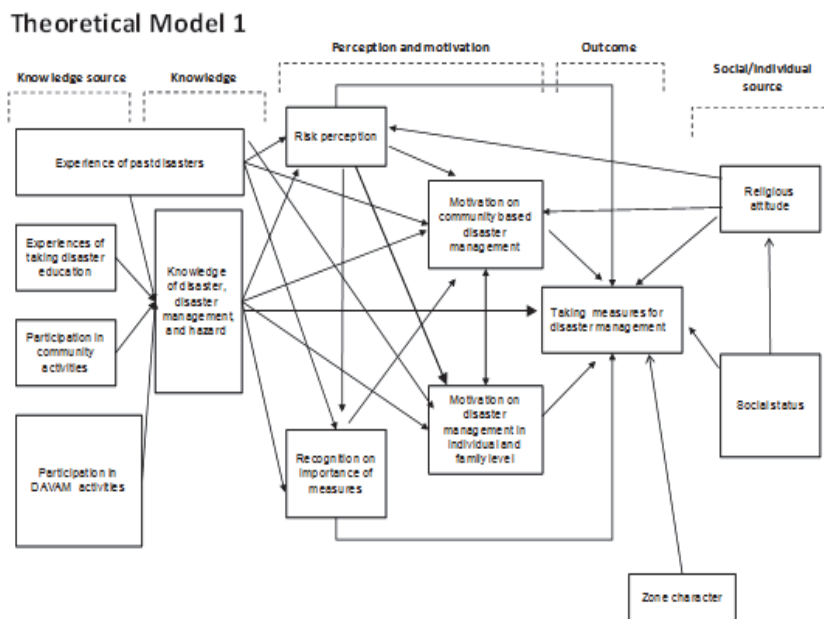 Theoretical Model 1
Perception and motivation
Outcome
Knowledge source
Knowledge
Social/individual
source
Experience of past disasters
Risk perception
Religious
attitude
Motivation on
community based
disaster
management
Experiences of
taking disaster
education
Knowledge
of disaster,
disaster
management,
and hazard
Taking measures for
disaster management
Participation in
community
activities
Social status
Motivation on
disaster
management in
individual and
family level
Participation in
DAVAM activities
Recognition on
importance of
measures
Zone character